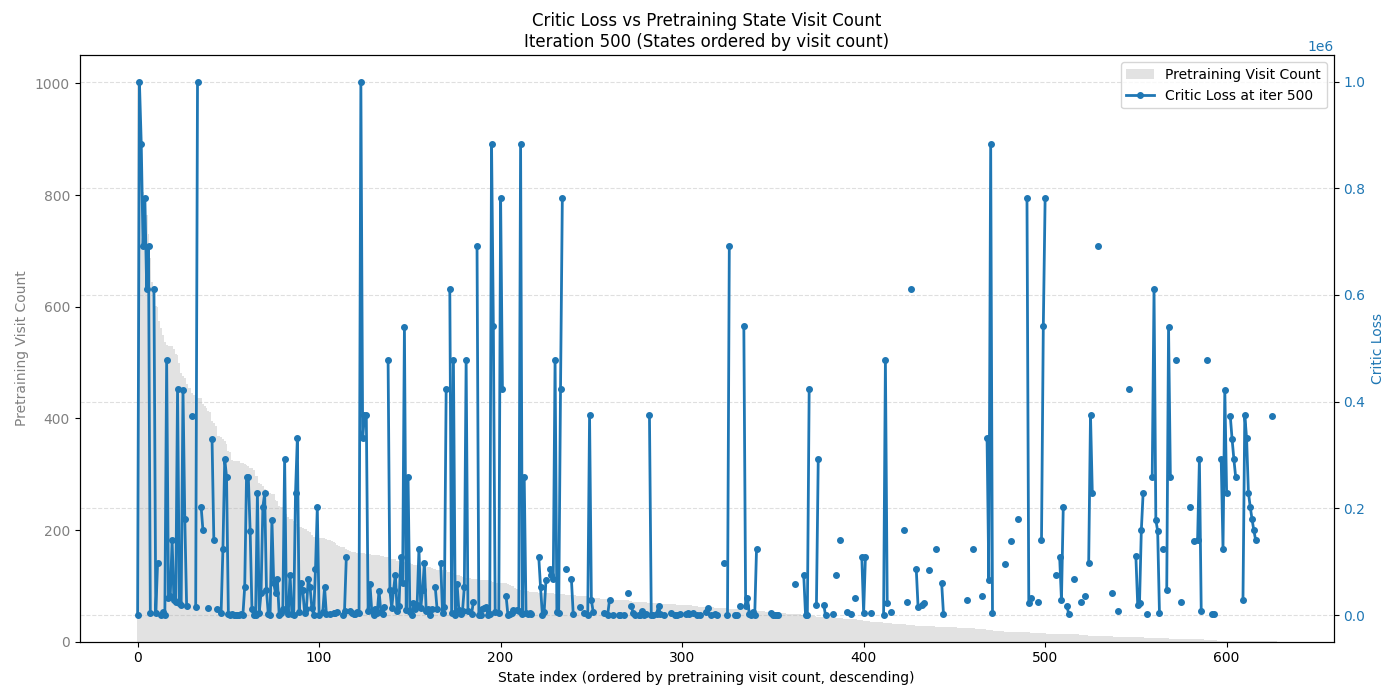 Critic Loss vs Pretraining State Visit Count
Iteration 500 (States ordered by visit count)
1e6
Pretraining Visit Count
Critic Loss at iter 500
1000
800
600
400
200
0
Pretraining Visit Count
1.0
0.8
0.6
0.4
0.2
0.0
Critic Loss
0 100 200 300 400 500 600
State index (ordered by pretraining visit count, descending)